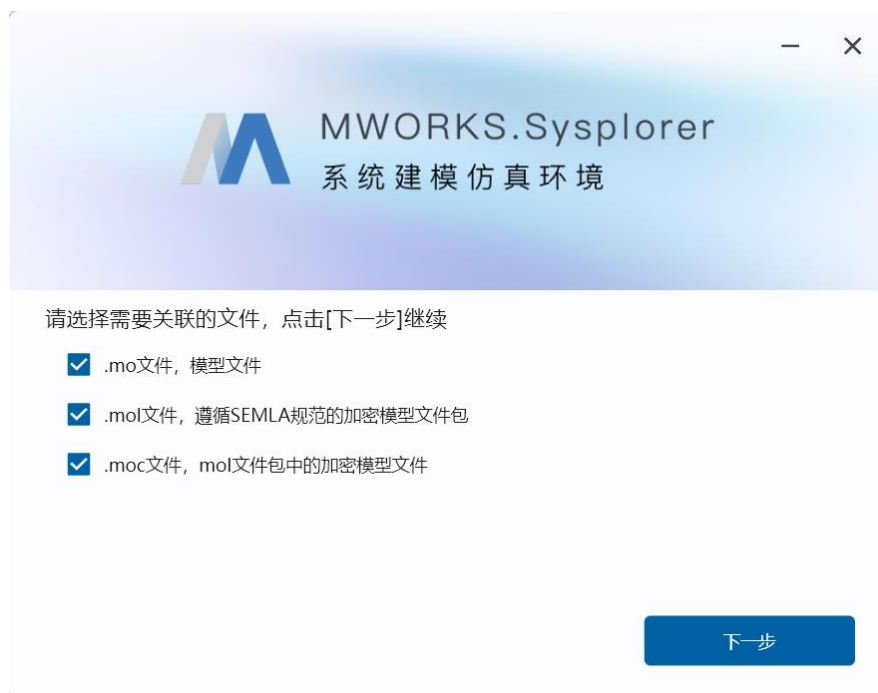 MWORKS.Sysplorer
系统建模仿真环境
请选择需要关联的文件，点击[下一步]继续
.mo文件，模型文件
.mol文件，遵循SEMLA规范的加密模型文件包
.moc文件，mol文件包中的加密模型文件
下一步